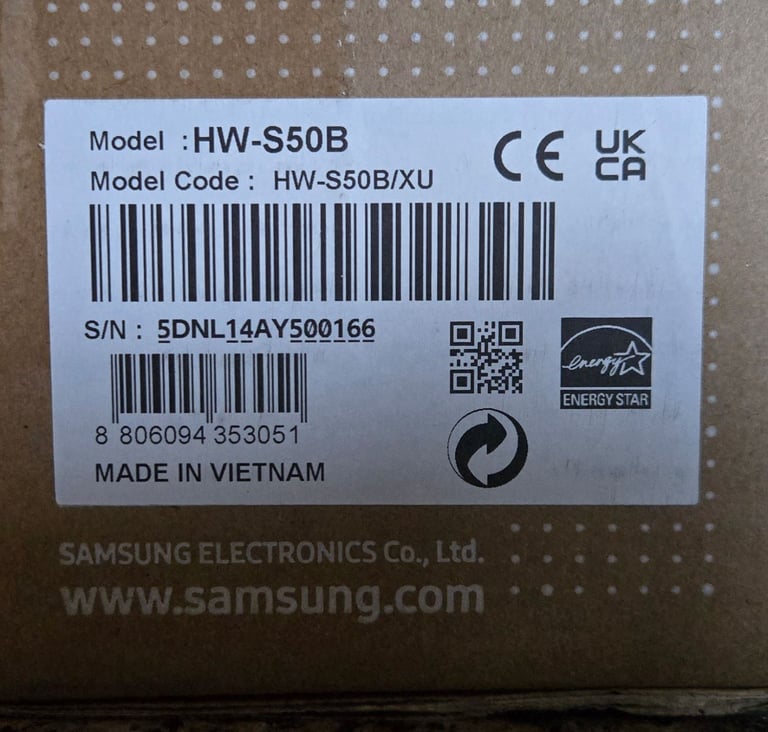 Model : HW-S50B
CE
UK
CA
Model Code : HW-S50B/XU
S/N : 5DNL14AY500166
energy
ENERGY STAR
8 806094 353051
MADE IN VIETNAM
SAMSUNG ELECTRONICS Co., Ltd.
www.samsung.com